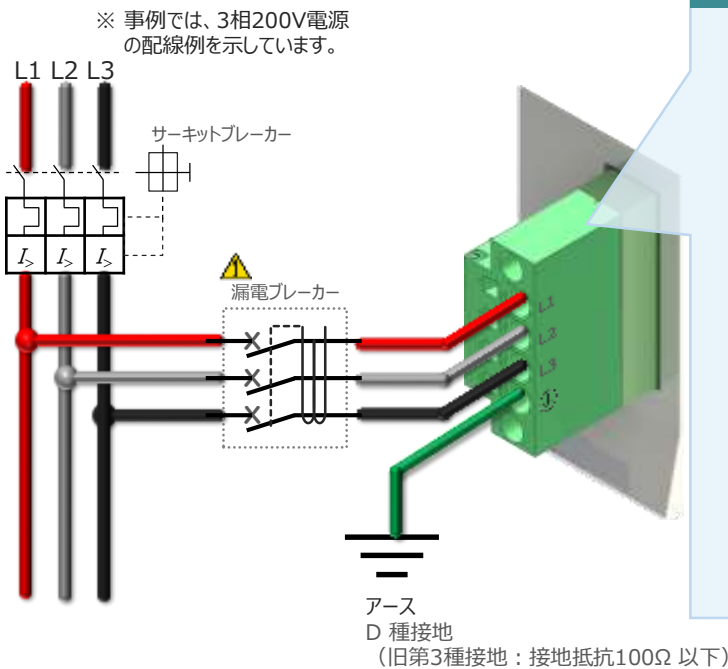 ※ 事例では、3相200V電源
の配線例を示しています。
L1 L2 L3
サーキットブレーカー
I> I> I>
漏電ブレーカー
L1
L2
L3
アース
D 種接地
（旧第3種接地：接地抵抗100Ω 以下）